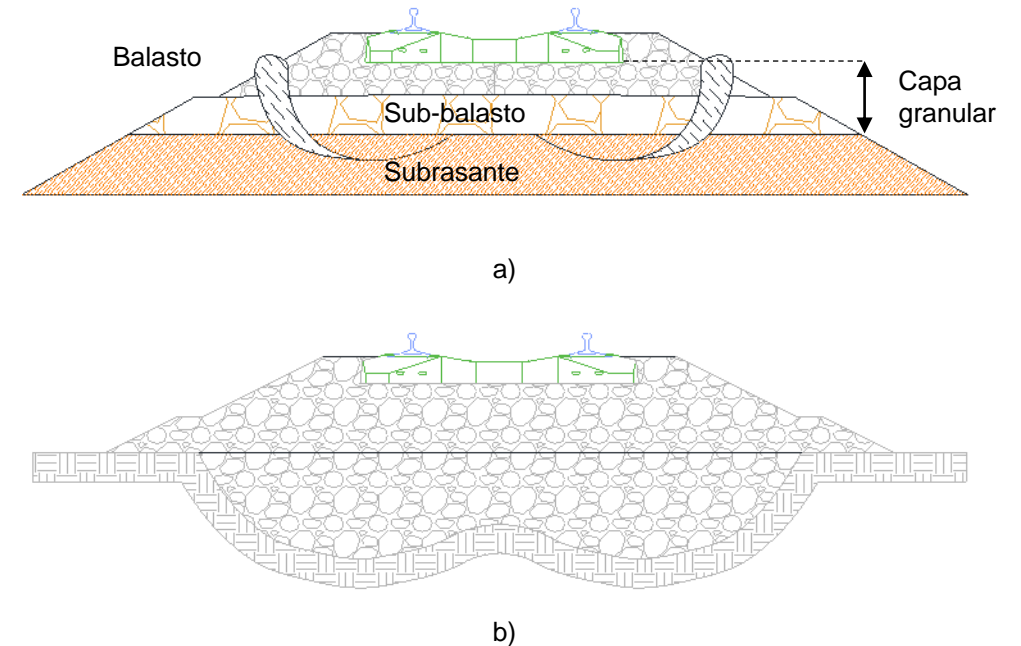 Balasto
Capa
granular
Sub-balasto
Subrasante
a)
b)